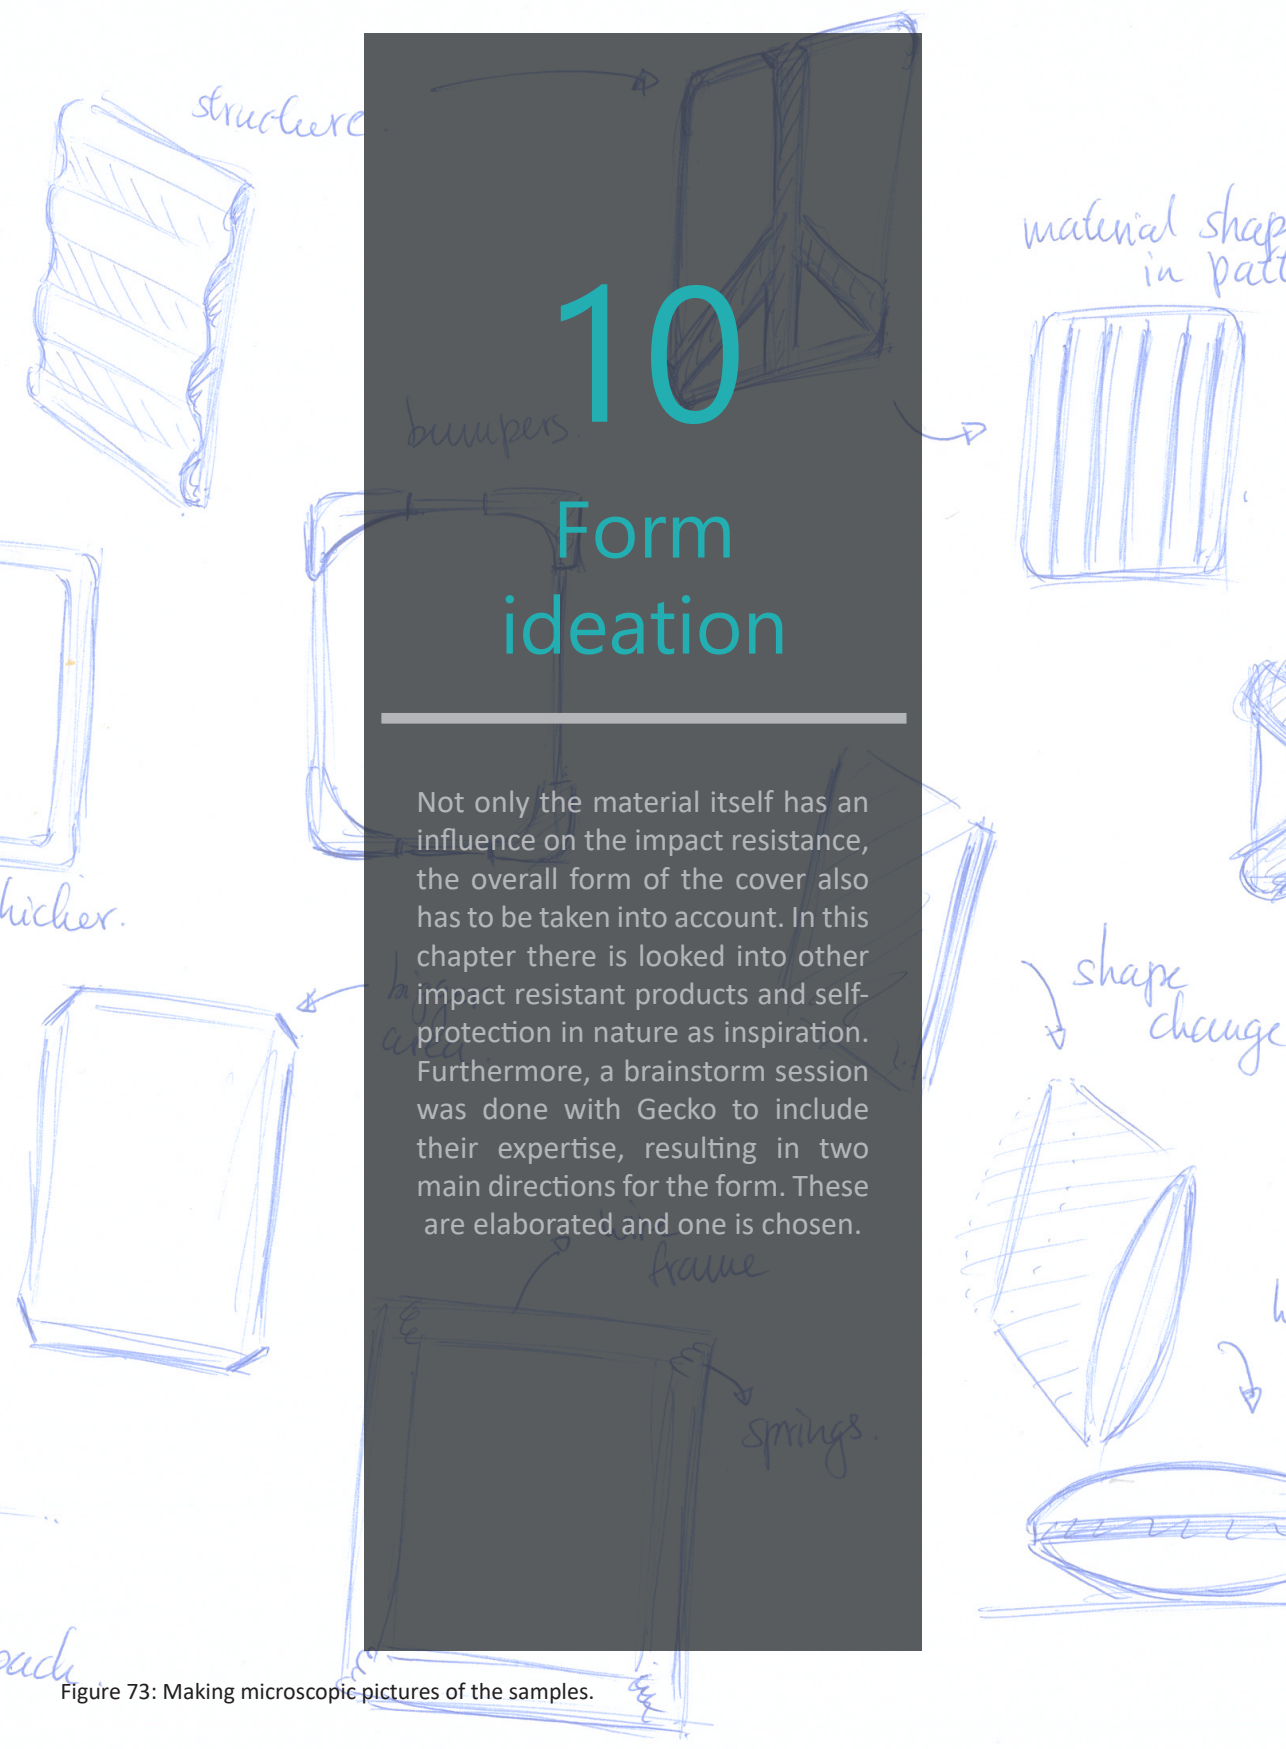 structure
material shap
in patt
10
bumpers.
Form
ideation
Not only the material itself has an
influence on the impact resistance,
the overall form of the cover also
has to be taken into account. In this
chapter there is looked into other
impact resistant products and self-
protection in nature as inspiration.
Furthermore, a brainstorm session
was done with Gecko to include
their expertise, resulting in two
main directions for the form. These
are elaborated and one is chosen.
hicker.
area
shape
change
frame
springs.
Figure 73: Making microscopic pictures of the samples.